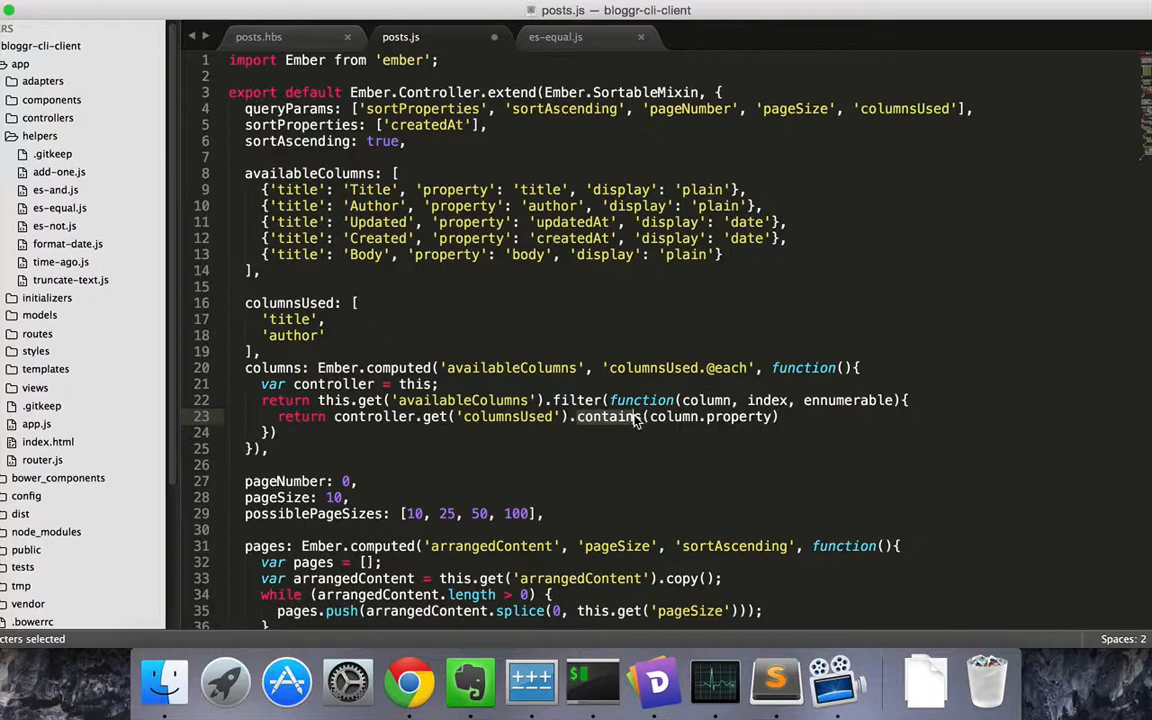 posts.js — bloggr-cli-client
posts.hbs
posts.js
es-equal.js
ERS
bloggr-cli-client
app
adapters
components
controllers
helpers
.gitkeep
add-one.js
es-and.js
es-equal.js
es-not.js
format-date.js
time-ago.js
truncate-text.js
initializers
models
routes
styles
templates
views
.gitkeep
app.js
index.html
router.js
bower_components
config
dist
node_modules
public
tests
tmp
vendor
.bowerrc
1 import Ember from 'ember';
2
3 export default Ember.Controller.extend(Ember.SortableMixin, {
4 queryParams: ['sortProperties', 'sortAscending', 'pageNumber', 'pageSize', 'columnsUsed'],
5 sortProperties: ['createdAt'],
6 sortAscending: true,
7
8 availableColumns: [
9 {'title': 'Title', 'property': 'title', 'display': 'plain'},
10 {'title': 'Author', 'property': 'author', 'display': 'plain'},
11 {'title': 'Updated', 'property': 'updatedAt', 'display': 'date'},
12 {'title': 'Created', 'property': 'createdAt', 'display': 'date'},
13 {'title': 'Body', 'property': 'body', 'display': 'plain'}
14 ],
15
16 columnsUsed: [
17 'title',
18 'author'
19 ],
20 columns: Ember.computed('availableColumns', 'columnsUsed.@each', function(){
21 var controller = this;
22 return this.get('availableColumns').filter(function(column, index, ennumerable){
23 return controller.get('columnsUsed').contains(column.property)
24 })
25 }),
26
27 pageNumber: 0,
28 pageSize: 10,
29 possiblePageSizes: [10, 25, 50, 100],
30
31 pages: Ember.computed('arrangedContent', 'pageSize', 'sortAscending', function(){
32 var pages = [];
33 var arrangedContent = this.get('arrangedContent').copy();
34 while (arrangedContent.length > 0) {
35 pages.push(arrangedContent.splice(0, this.get('pageSize')));
36 }
cters selected
Spaces: 2